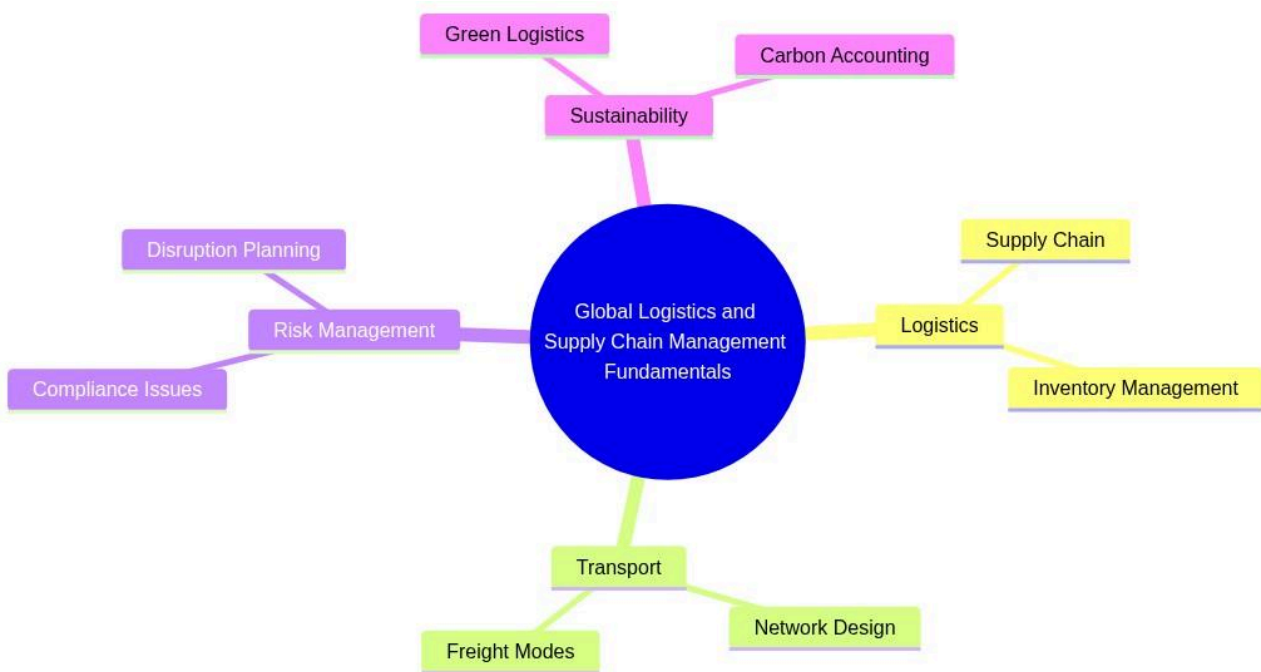 Green Logistics
Carbon Accounting
Sustainability
Disruption Planning
Risk Management
Compliance Issues
Global Logistics and
Supply Chain Management
Fundamentals
Supply Chain
Logistics
Inventory Management
Transport
Network Design
Freight Modes